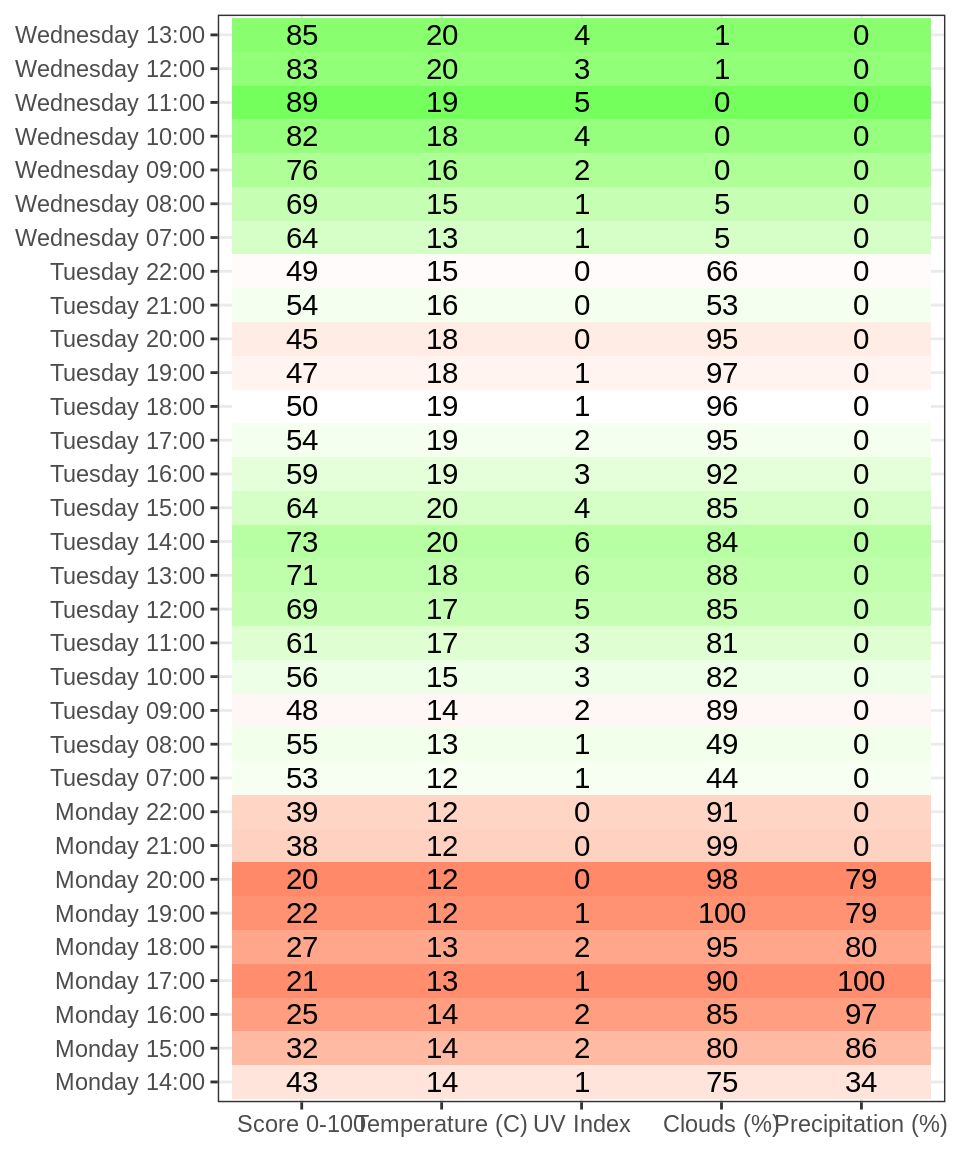 Wednesday 13:00 85 20 4 1 0
Wednesday 12:00 83 20 3 1 0
Wednesday 11:00 89 19 5 0 0
Wednesday 10:00 82 18 4 0 0
Wednesday 09:00 76 16 2 0 0
Wednesday 08:00 69 15 1 5 0
Wednesday 07:00 64 13 1 5 0
Tuesday 22:00 49 15 0 66 0
Tuesday 21:00 54 16 0 53 0
Tuesday 20:00 45 18 0 95 0
Tuesday 19:00 47 18 1 97 0
Tuesday 18:00 50 19 1 96 0
Tuesday 17:00 54 19 2 95 0
Tuesday 16:00 59 19 3 92 0
Tuesday 15:00 64 20 4 85 0
Tuesday 14:00 73 20 6 84 0
Tuesday 13:00 71 18 6 88 0
Tuesday 12:00 69 17 5 85 0
Tuesday 11:00 61 17 3 81 0
Tuesday 10:00 56 15 3 82 0
Tuesday 09:00 48 14 2 89 0
Tuesday 08:00 55 13 1 49 0
Tuesday 07:00 53 12 1 44 0
Monday 22:00 39 12 0 91 0
Monday 21:00 38 12 0 99 0
Monday 20:00 20 12 0 98 79
Monday 19:00 22 12 1 100 79
Monday 18:00 27 13 2 95 80
Monday 17:00 21 13 1 90 100
Monday 16:00 25 14 2 85 97
Monday 15:00 32 14 2 80 86
Monday 14:00 43 14 1 75 34
Score 0-100 Temperature (C) UV Index Clouds (%) Precipitation (%)